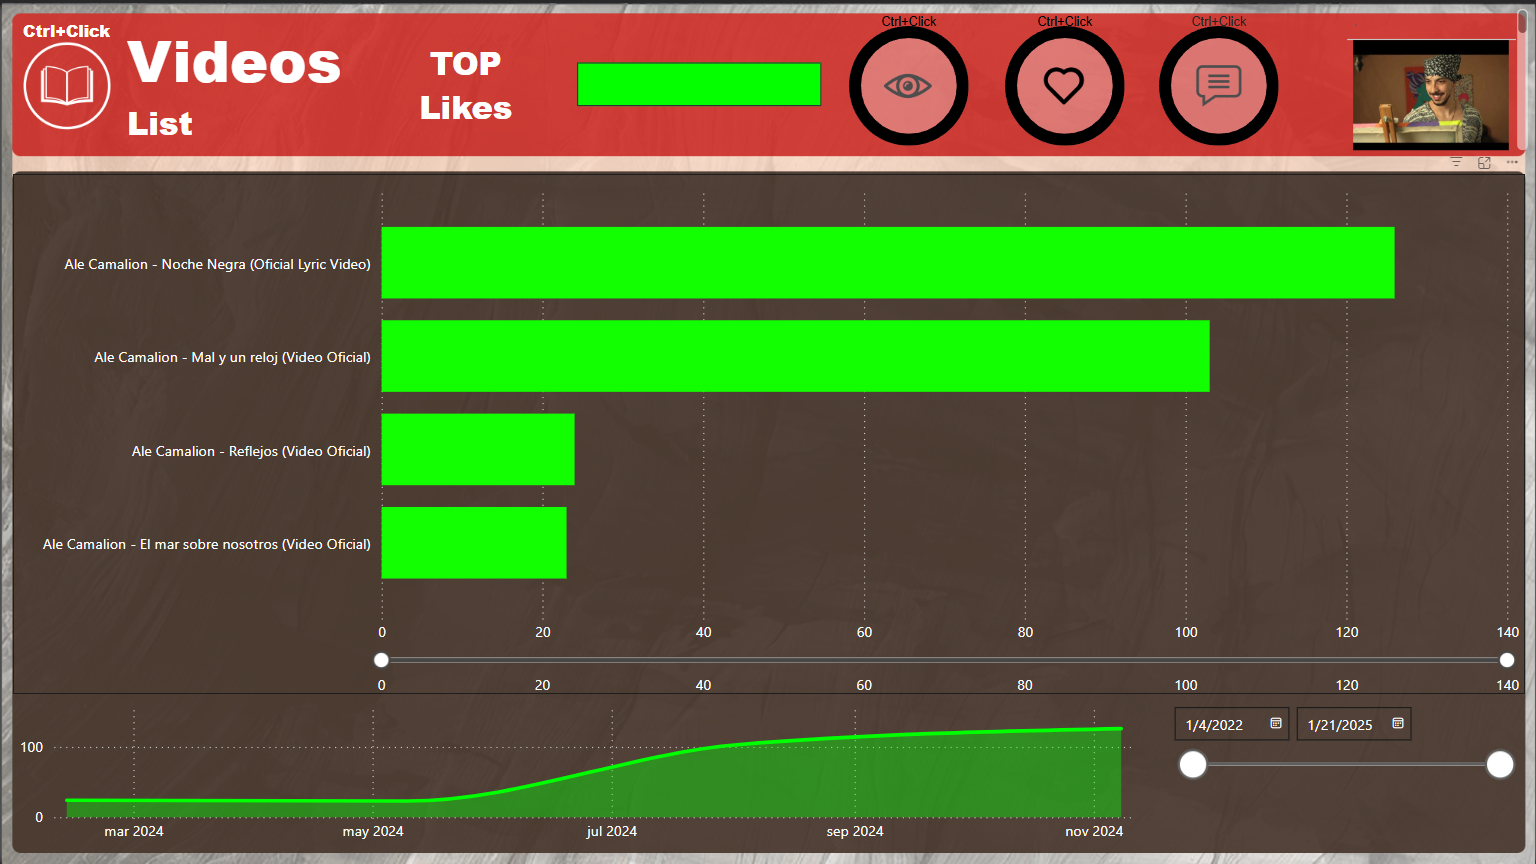 Ctrl+Click
Videos
List
TOP
Likes
Ctrl+Click
Ctrl+Click
Ctrl+Click
Ale Camalion - Noche Negra (Oficial Lyric Video)
Ale Camalion - Mal y un reloj (Video Oficial)
Ale Camalion - Reflejos (Video Oficial)
Ale Camalion - El mar sobre nosotros (Video Oficial)
0 20 40 60 80 100 120 140
0 20 40 60 80 100 120 140
100
0
mar 2024 may 2024 jul 2024 sep 2024 nov 2024
1/4/2022 1/21/2025